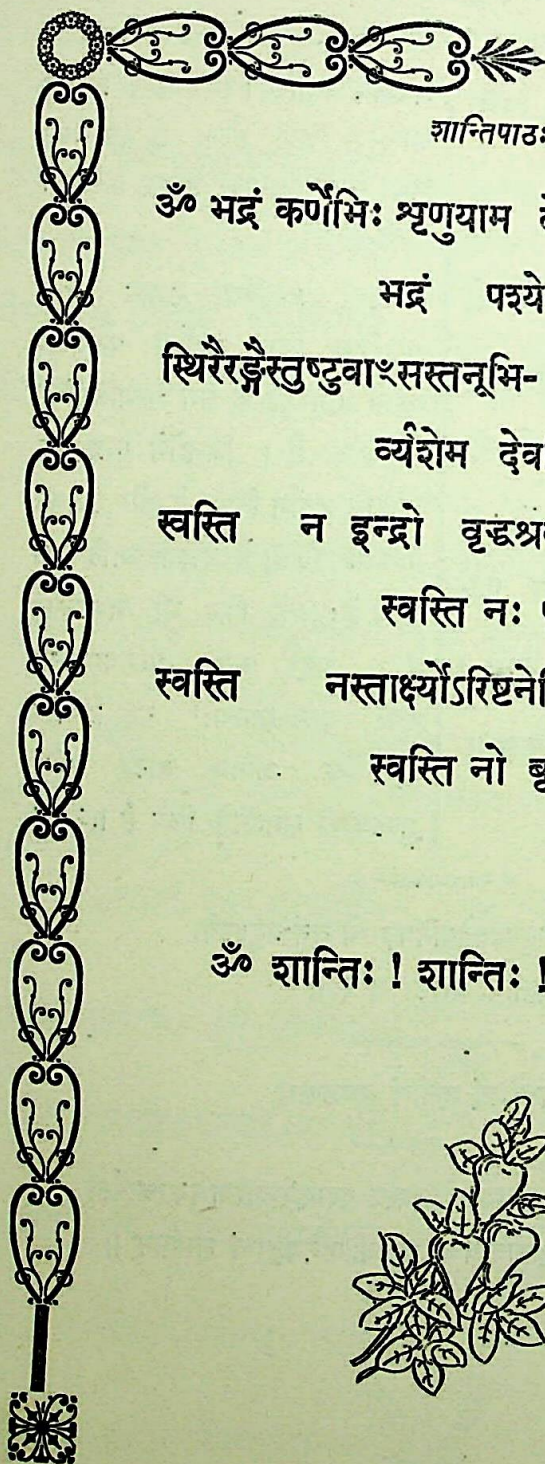 शान्तिपाठः
ॐ भद्रं कर्णेभिः शृणुयाम
भद्रं पश्ये
स्थिरैरङ्गैस्तुष्टुवाꣳसस्तनूभि-
र्व्यशेम देव
स्वस्ति न इन्द्रो वृद्धश्र
स्वस्ति नः
स्वस्ति नस्तार्क्ष्योऽरिष्टने
स्वस्ति नो बृ
ॐ शान्तिः ! शान्तिः !